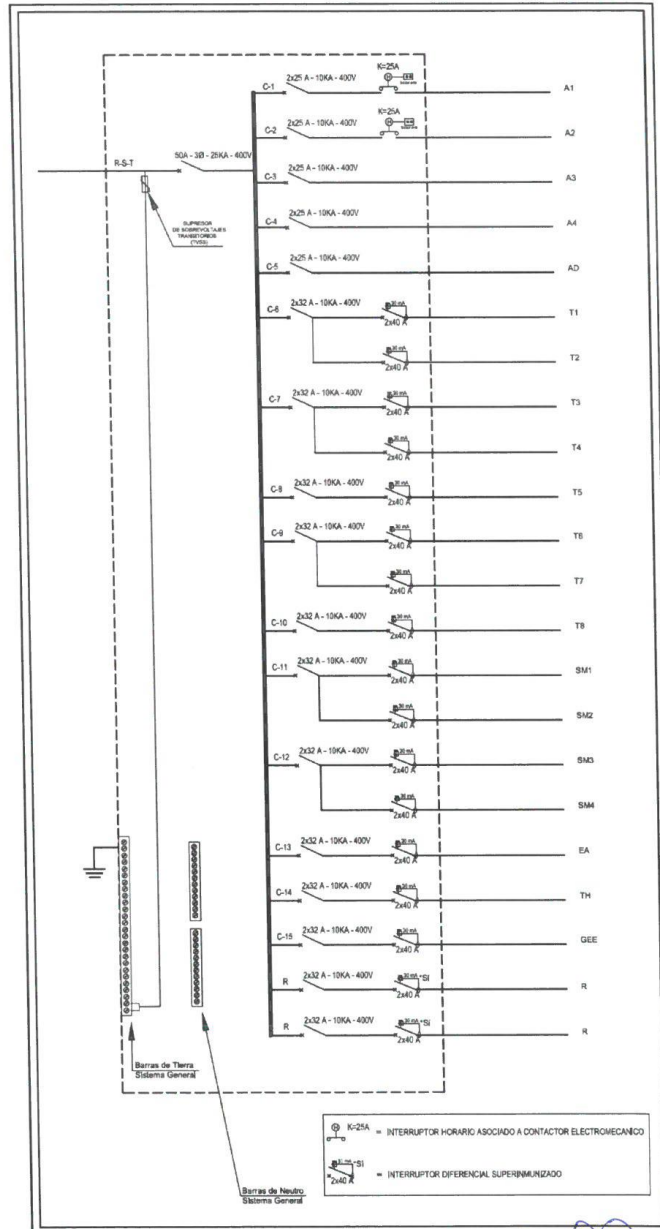 K=25A
C-1 2x25 A - 10KA - 400V A1
K=25A
C-2 2x25 A - 10KA - 400V A2
R-S-T 50A - 3Ø - 25KA - 400V
C-3 2x25 A - 10KA - 400V A3
SUPRESOR
DE SOBREVOLTAJES
TRANSITORIOS
(TVSS)
C-4 2x25 A - 10KA - 400V A4
C-5 2x25 A - 10KA - 400V AD
C-6 2x32 A - 10KA - 400V 30 mA 2x40 A T1
30 mA 2x40 A T2
C-7 2x32 A - 10KA - 400V 30 mA 2x40 A T3
30 mA 2x40 A T4
C-8 2x32 A - 10KA - 400V 30 mA 2x40 A T5
C-9 2x32 A - 10KA - 400V 30 mA 2x40 A T6
30 mA 2x40 A T7
C-10 2x32 A - 10KA - 400V 30 mA 2x40 A T8
C-11 2x32 A - 10KA - 400V 30 mA 2x40 A SM1
30 mA 2x40 A SM2
C-12 2x32 A - 10KA - 400V 30 mA 2x40 A SM3
30 mA 2x40 A SM4
C-13 2x32 A - 10KA - 400V 30 mA 2x40 A EA
C-14 2x32 A - 10KA - 400V 30 mA 2x40 A TH
C-15 2x32 A - 10KA - 400V 30 mA 2x40 A GEE
R 2x32 A - 10KA - 400V 30 mA *SI 2x40 A R
R 2x32 A - 10KA - 400V 30 mA *SI 2x40 A R
Barras de Tierra
Sistema General
H K=25A = INTERRUPTOR HORARIO ASOCIADO A CONTACTOR ELECTROMECANICO
30 mA *SI 2x40 A = INTERRUPTOR DIFERENCIAL SUPERINMUNIZADO
Barras de Neutro
Sistema General